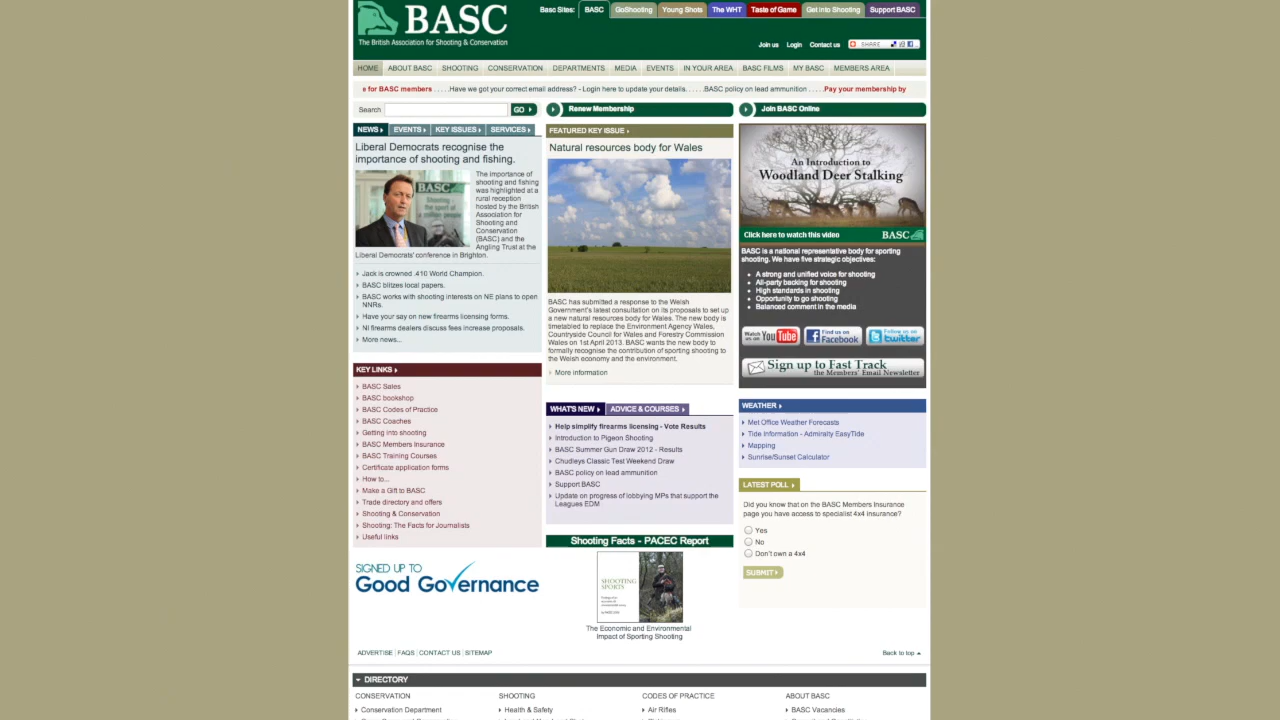 BASC
The British Association for Shooting & Conservation
Basc Sites: BASC GoShooting Young Shots The WHT Taste of Game Get into Shooting Support BASC
Join us Login Contact us SHARE
HOME ABOUT BASC SHOOTING CONSERVATION DEPARTMENTS MEDIA EVENTS IN YOUR AREA BASC FILMS MY BASC MEMBERS AREA
e for BASC members . . . . .Have we got your correct email address? - Login here to update your details. . . . . .BASC policy on lead ammunition . . . . .Pay your membership by
Search GO
Renew Membership
Join BASC Online
NEWS EVENTS KEY ISSUES SERVICES
Liberal Democrats recognise the
importance of shooting and fishing.
BASC
The importance of
shooting and fishing
was highlighted at a
rural reception
hosted by the British
Association for
Shooting and
Conservation
(BASC) and the
Angling Trust at the
Liberal Democrats' conference in Brighton.
Jack is crowned .410 World Champion.
BASC blitzes local papers.
BASC works with shooting interests on NE plans to open
NNRs.
Have your say on new firearms licensing forms.
NI firearms dealers discuss fees increase proposals.
More news...
KEY LINKS
BASC Sales
BASC bookshop
BASC Codes of Practice
BASC Coaches
Getting into shooting
BASC Members Insurance
BASC Training Courses
Certificate application forms
How to...
Make a Gift to BASC
Trade directory and offers
Shooting & Conservation
Shooting: The Facts for Journalists
Useful links
SIGNED UP TO
Good Governance
FEATURED KEY ISSUE
Natural resources body for Wales
BASC has submitted a response to the Welsh
Government's latest consultation on its proposals to set up
a new natural resources body for Wales. The new body is
timetabled to replace the Environment Agency Wales,
Countryside Council for Wales and Forestry Commission
Wales on 1st April 2013. BASC wants the new body to
formally recognise the contribution of sporting shooting to
the Welsh economy and the environment.
More information
WHAT'S NEW ADVICE & COURSES
Help simplify firearms licensing - Vote Results
Introduction to Pigeon Shooting
BASC Summer Gun Draw 2012 - Results
Chudleys Classic Test Weekend Draw
BASC policy on lead ammunition
Support BASC
Update on progress of lobbying MPs that support the
Leagues EDM
Shooting Facts - PACEC Report
SHOOTING
SPORTS
The Economic and Environmental
Impact of Sporting Shooting
An Introduction to
Woodland Deer Stalking
Click here to watch this video BASC
BASC is a national representative body for sporting
shooting. We have five strategic objectives:
A strong and unified voice for shooting
All-party backing for shooting
High standards in shooting
Opportunity to go shooting
Balanced comment in the media
Watch us on YouTube
Find us on Facebook
Follow us on twitter
Sign up to Fast Track
the Members' Email Newsletter
WEATHER
Met Office Weather Forecasts
Tide Information - Admiralty EasyTide
Mapping
Sunrise/Sunset Calculator
LATEST POLL
Did you know that on the BASC Members Insurance
page you have access to specialist 4x4 insurance?
Yes
No
Don't own a 4x4
SUBMIT
ADVERTISE FAQS CONTACT US SITEMAP
Back to top
DIRECTORY
CONSERVATION SHOOTING CODES OF PRACTICE ABOUT BASC
Conservation Department Health & Safety Air Rifles BASC Vacancies